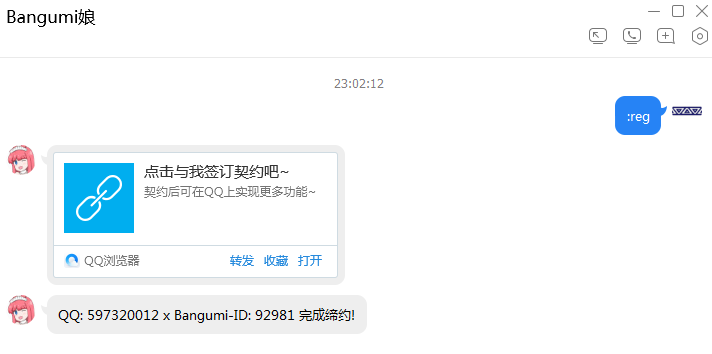 Bangumi娘
23:02:12
:reg
点击与我签订契约吧~
契约后可在QQ上实现更多功能~
QQ浏览器 转发 收藏 打开
QQ: 597320012 x Bangumi-ID: 92981 完成缔约!